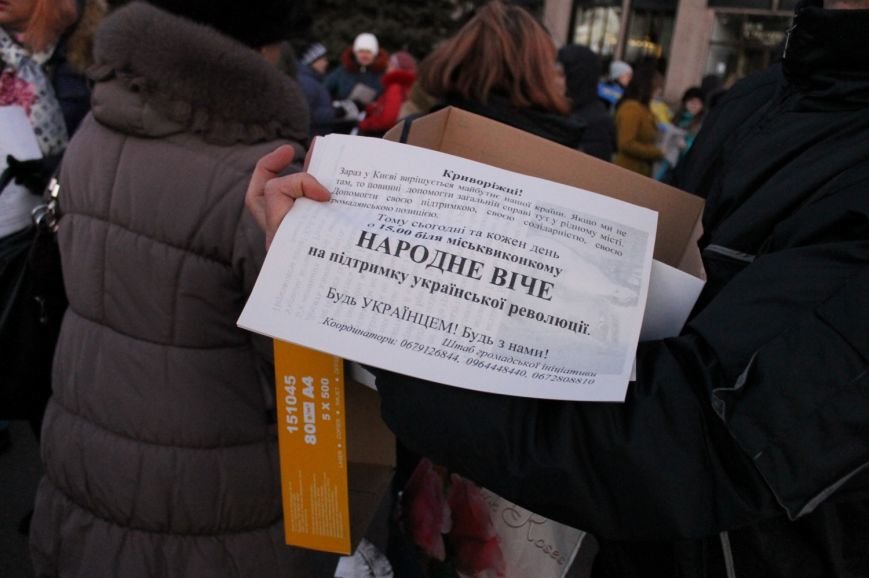 Криворіжці!
Зараз у Києві вирішується майбутнє нашої країни. Якщо ми не
там, то повинні допомогти загальній справі тут у рідному місті.
Допомогти своєю підтримкою, своєю солідарністю, своєю
громадянською позицією.
Тому сьогодні та кожен день
о 15.00 біля міськвиконкому
НАРОДНЕ ВІЧЕ
на підтримку української революції.
Будь УКРАЇНЦЕМ! Будь з нами!
Штаб громадської ініціативи
Координатори: 0679126844, 0964448440, 0672808810
151045
80 A4
5 X 500
Roses